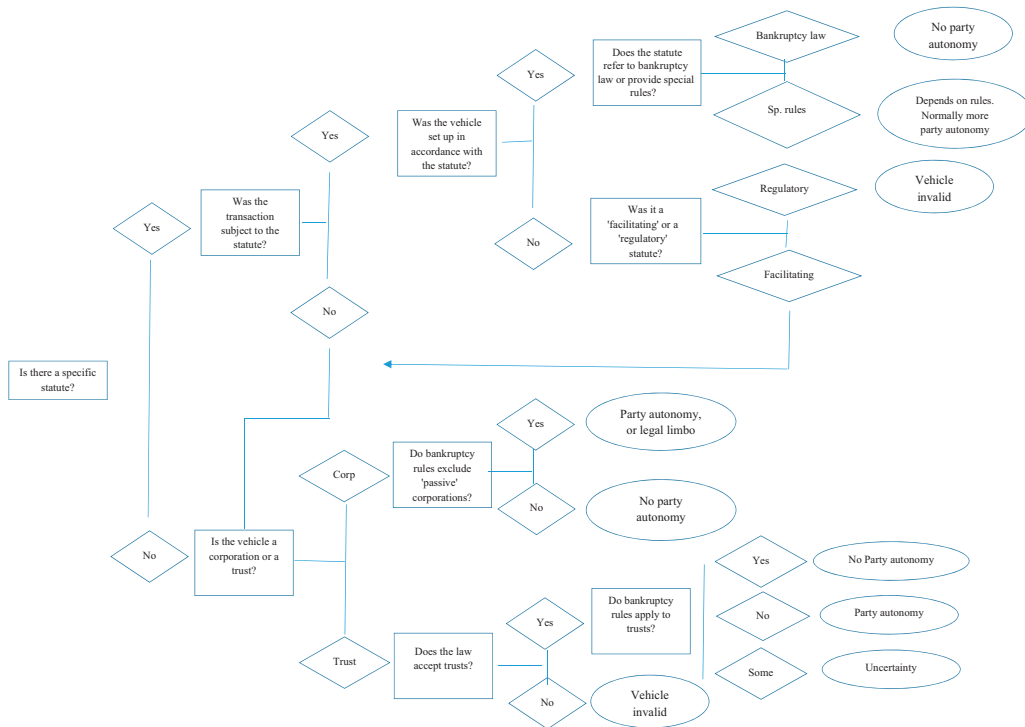 Bankruptcy law
No party
autonomy
Does the statute
refer to bankruptcy
law or provide special
rules?
Yes
Sp. rules
Depends on rules.
Normally more
party autonomy
Yes
Was the vehicle
set up in
accordance with
the statute?
Regulatory
Vehicle
invalid
Was the
transaction
subject to the
statute?
Yes
Was it a
'facilitating' or a
'regulatory'
statute?
No
Facilitating
No
Is there a specific
statute?
Yes
Party autonomy,
or legal limbo
Corp
Do bankruptcy
rules exclude
'passive'
corporations?
No
No party
autonomy
No
Is the vehicle a
corporation or a
trust?
Yes
No Party autonomy
Yes
Do bankruptcy
rules apply to
trusts?
No
Party autonomy
Trust
Does the law
accept trusts?
Some
Uncertainty
No
Vehicle
invalid